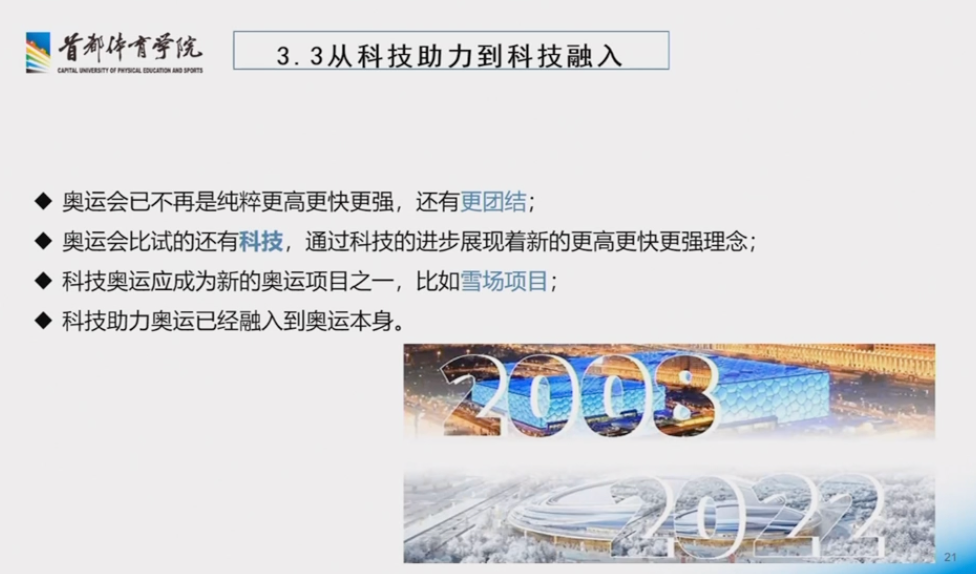 首都体育学院
CAPITAL UNIVERSITY OF PHYSICAL EDUCATION AND SPORTS
3.3从科技助力到科技融入
◆ 奥运会已不再是纯粹更高更快更强，还有更团结；
◆ 奥运会比试的还有科技，通过科技的进步展现着新的更高更快更强理念；
◆ 科技奥运应成为新的奥运项目之一，比如雪场项目；
◆ 科技助力奥运已经融入到奥运本身。
2008
2022
21